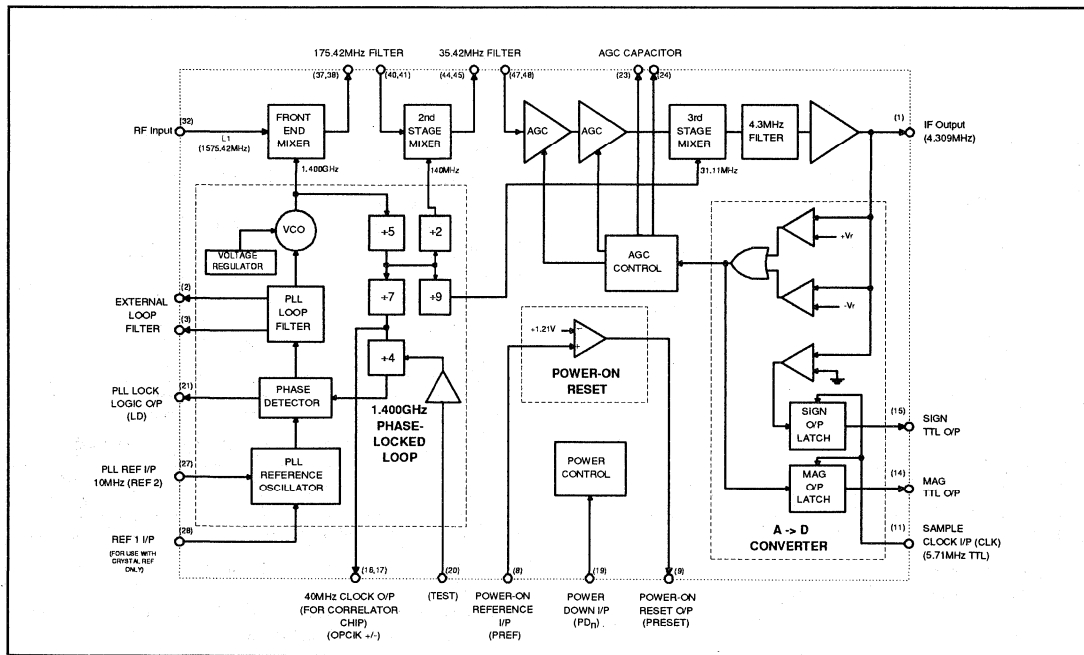 175.42MHz FILTER
35.42MHz FILTER
AGC CAPACITOR
(37,38)
(40,41)
(44,45)
(47,48)
(23)
(24)
RF Input
(32)
L1
(1575.42MHz)
FRONT
END
MIXER
2nd
STAGE
MIXER
AGC
AGC
3rd
STAGE
MIXER
4.3MHz
FILTER
(1)
IF Output
(4.309MHz)
1.400GHz
140MHz
31.11MHz
VCO
VOLTAGE
REGULATOR
÷5
÷2
÷7
÷9
÷4
AGC
CONTROL
+Vr
-Vr
EXTERNAL
LOOP
FILTER
(2)
(3)
PLL
LOOP
FILTER
+1.21V
−
+
POWER-ON
RESET
PLL LOCK
LOGIC O/P
(LD)
(21)
PHASE
DETECTOR
1.400GHz
PHASE-
LOCKED
LOOP
SIGN
O/P
LATCH
(15)
SIGN
TTL O/P
PLL REF I/P
10MHz (REF 2)
(27)
PLL
REFERENCE
OSCILLATOR
POWER
CONTROL
MAG
O/P
LATCH
(14)
MAG
TTL O/P
REF 1 I/P
(FOR USE WITH
CRYSTAL REF
ONLY)
(28)
A -> D
CONVERTER
(11)
SAMPLE
CLOCK I/P (CLK)
(5.71MHz TTL)
(16,17)
(20)
(8)
(19)
(9)
40MHz CLOCK O/P
(FOR CORRELATOR
CHIP)
(OPClK +/-)
(TEST)
POWER-ON
REFERENCE
I/P
(PREF)
POWER
DOWN I/P
(PDn) .
POWER-ON
RESET O/P
(PRESET)